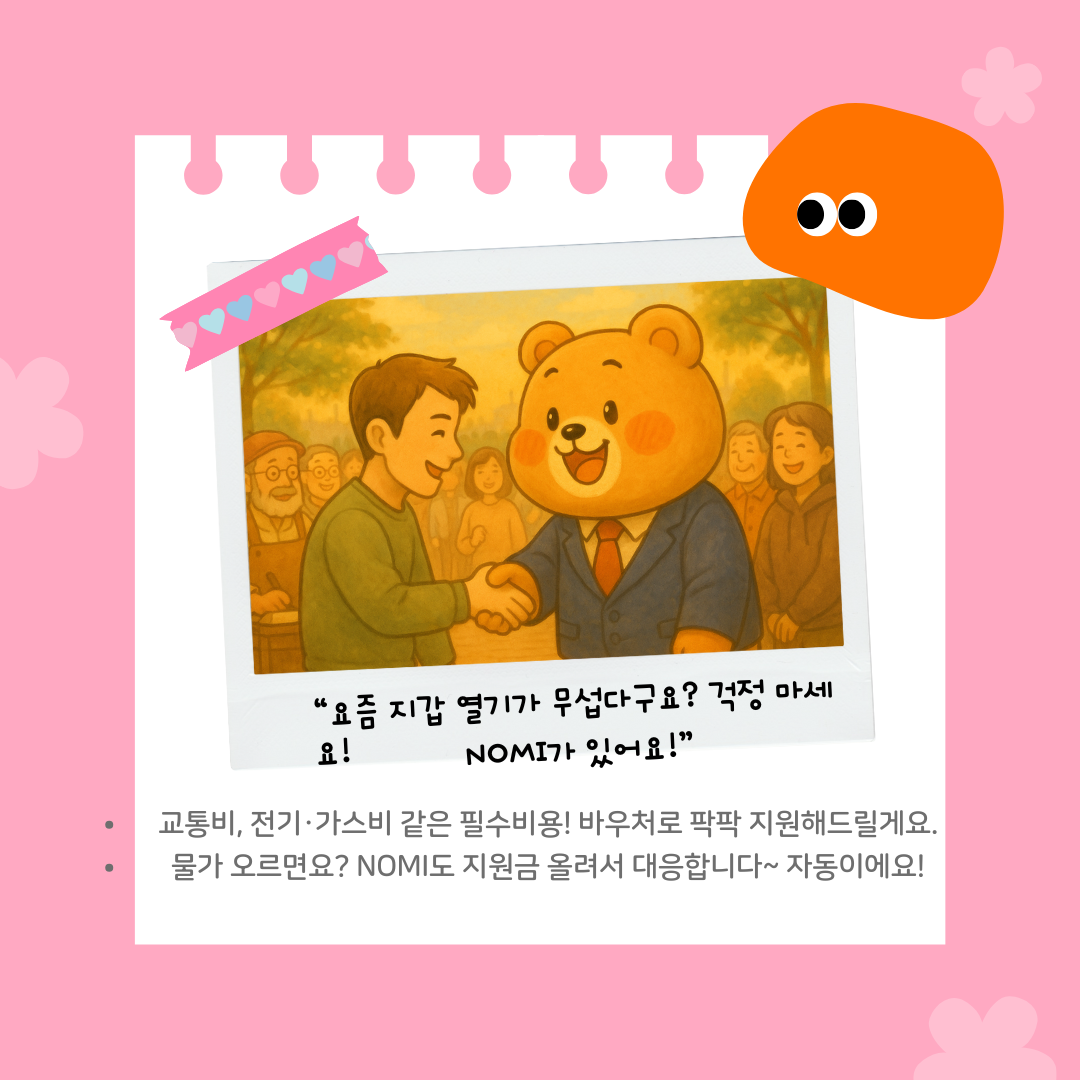 “요즘 지갑 열기가 무섭다구요? 걱정 마세
요! NOMI가 있어요!”
• 교통비, 전기·가스비 같은 필수비용! 바우처로 팍팍 지원해드릴게요.
• 물가 오르면요? NOMI도 지원금 올려서 대응합니다~ 자동이에요!